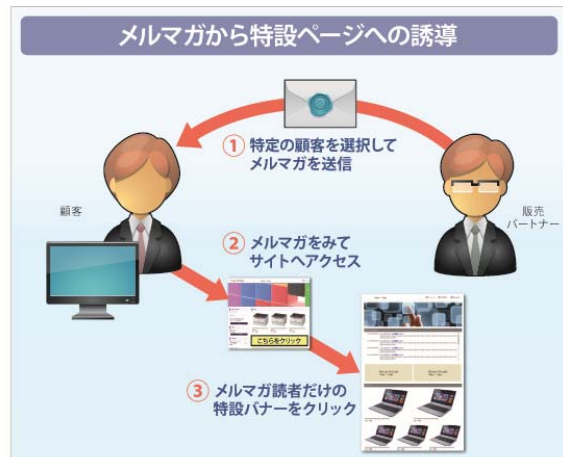 メルマガから特設ページへの誘導
① 特定の顧客を選択して
メルマガを送信
顧客
販売
パートナー
② メルマガをみて
サイトへアクセス
こちらをクリック
③ メルマガ読者だけの
特設バナーをクリック